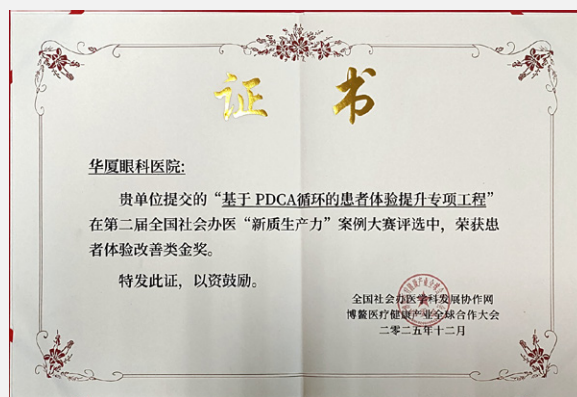 证 书
华厦眼科医院:
贵单位提交的“基于 PDCA循环的患者体验提升专项工程”
在第二届全国社会办医“新质生产力”案例大赛评选中，荣获患
者体验改善类金奖。
特发此证，以资鼓励。
全国社会办医学科发展协作网
博鳌医疗健康产业全球合作大会
二零二五年十二月